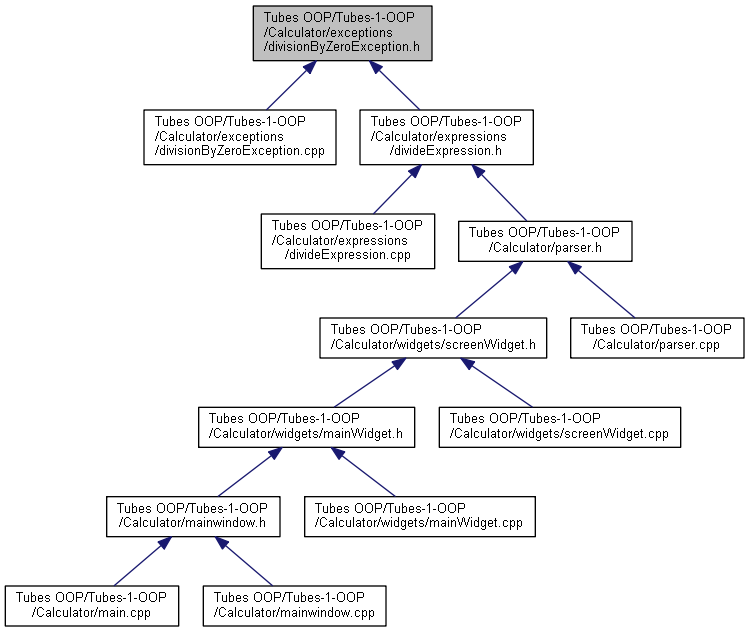 Tubes OOP/Tubes-1-OOP
/Calculator/exceptions
/divisionByZeroException.h
Tubes OOP/Tubes-1-OOP
/Calculator/exceptions
/divisionByZeroException.cpp
Tubes OOP/Tubes-1-OOP
/Calculator/expressions
/divideExpression.h
Tubes OOP/Tubes-1-OOP
/Calculator/expressions
/divideExpression.cpp
Tubes OOP/Tubes-1-OOP
/Calculator/parser.h
Tubes OOP/Tubes-1-OOP
/Calculator/widgets/screenWidget.h
Tubes OOP/Tubes-1-OOP
/Calculator/parser.cpp
Tubes OOP/Tubes-1-OOP
/Calculator/widgets/mainWidget.h
Tubes OOP/Tubes-1-OOP
/Calculator/widgets/screenWidget.cpp
Tubes OOP/Tubes-1-OOP
/Calculator/mainwindow.h
Tubes OOP/Tubes-1-OOP
/Calculator/widgets/mainWidget.cpp
Tubes OOP/Tubes-1-OOP
/Calculator/main.cpp
Tubes OOP/Tubes-1-OOP
/Calculator/mainwindow.cpp